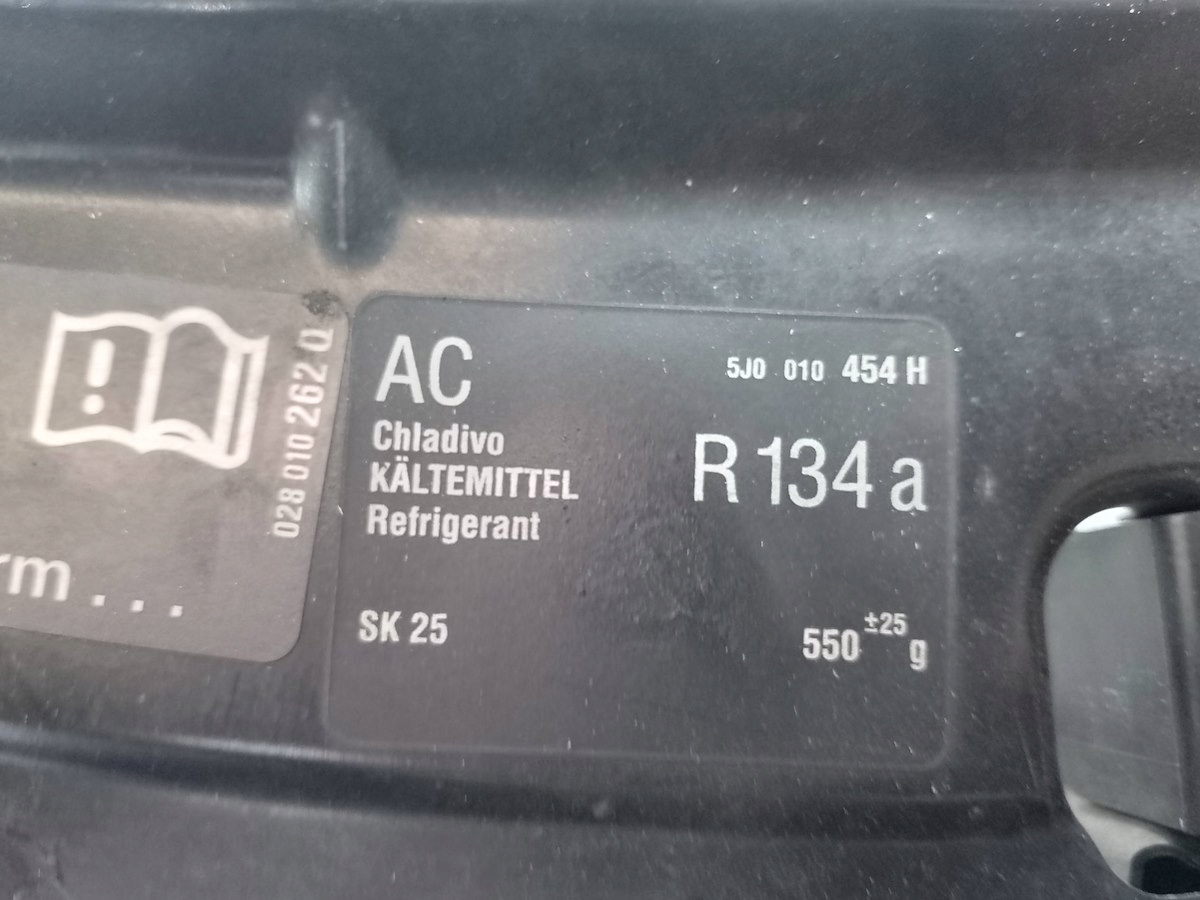 028 010 262 Q
rm...
AC
5J0 010 454 H
Chladivo
KÄLTEMITTEL
Refrigerant
R 134 a
SK 25
550 ±25 g